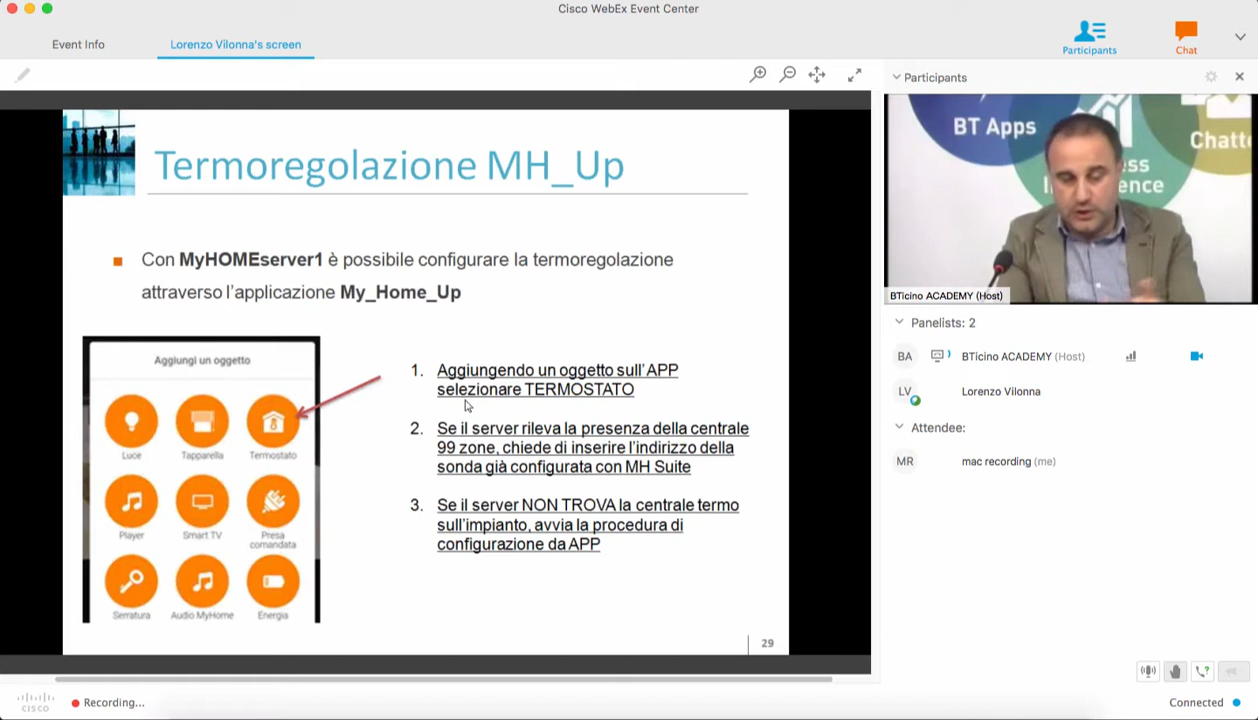 Cisco WebEx Event Center
Event Info
Lorenzo Vilonna's screen
Participants
Chat
Participants
Termoregolazione MH_Up
Con MyHOMEserver1 è possibile configurare la termoregolazione
attraverso l'applicazione My_Home_Up
Aggiungi un oggetto
Luce
Tapparella
Termostato
Player
Smart TV
Presa
comandata
Serratura
Audio MyHome
Energia
1. Aggiungendo un oggetto sull'APP
selezionare TERMOSTATO
2. Se il server rileva la presenza della centrale
99 zone, chiede di inserire l'indirizzo della
sonda già configurata con MH Suite
3. Se il server NON TROVA la centrale termo
sull'impianto, avvia la procedura di
configurazione da APP
29
BT Apps
Chatt
ess
ence
BTicino ACADEMY (Host)
Panelists: 2
BA
BTicino ACADEMY (Host)
LV
Lorenzo Vilonna
Attendee:
MR
mac recording (me)
CISCO
Recording...
Connected